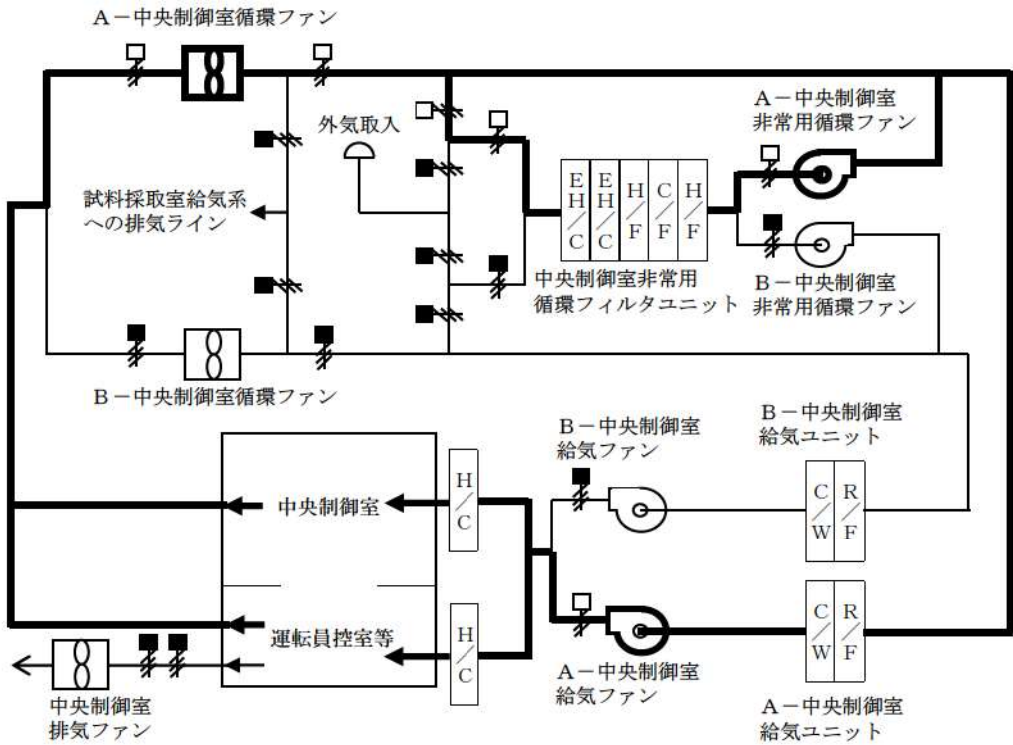 A－中央制御室循環ファン
外気取入
A－中央制御室
非常用循環ファン
試料採取室給気系
への排気ライン
E
H
／
C
E
H
／
C
H
／
F
C
／
F
H
／
F
中央制御室非常用
循環フィルタユニット
B－中央制御室
非常用循環ファン
B－中央制御室循環ファン
B－中央制御室
給気ファン
B－中央制御室
給気ユニット
中央制御室
H
／
C
C
／
W
R
／
F
運転員控室等
H
／
C
C
／
W
R
／
F
中央制御室
排気ファン
A－中央制御室
給気ファン
A－中央制御室
給気ユニット